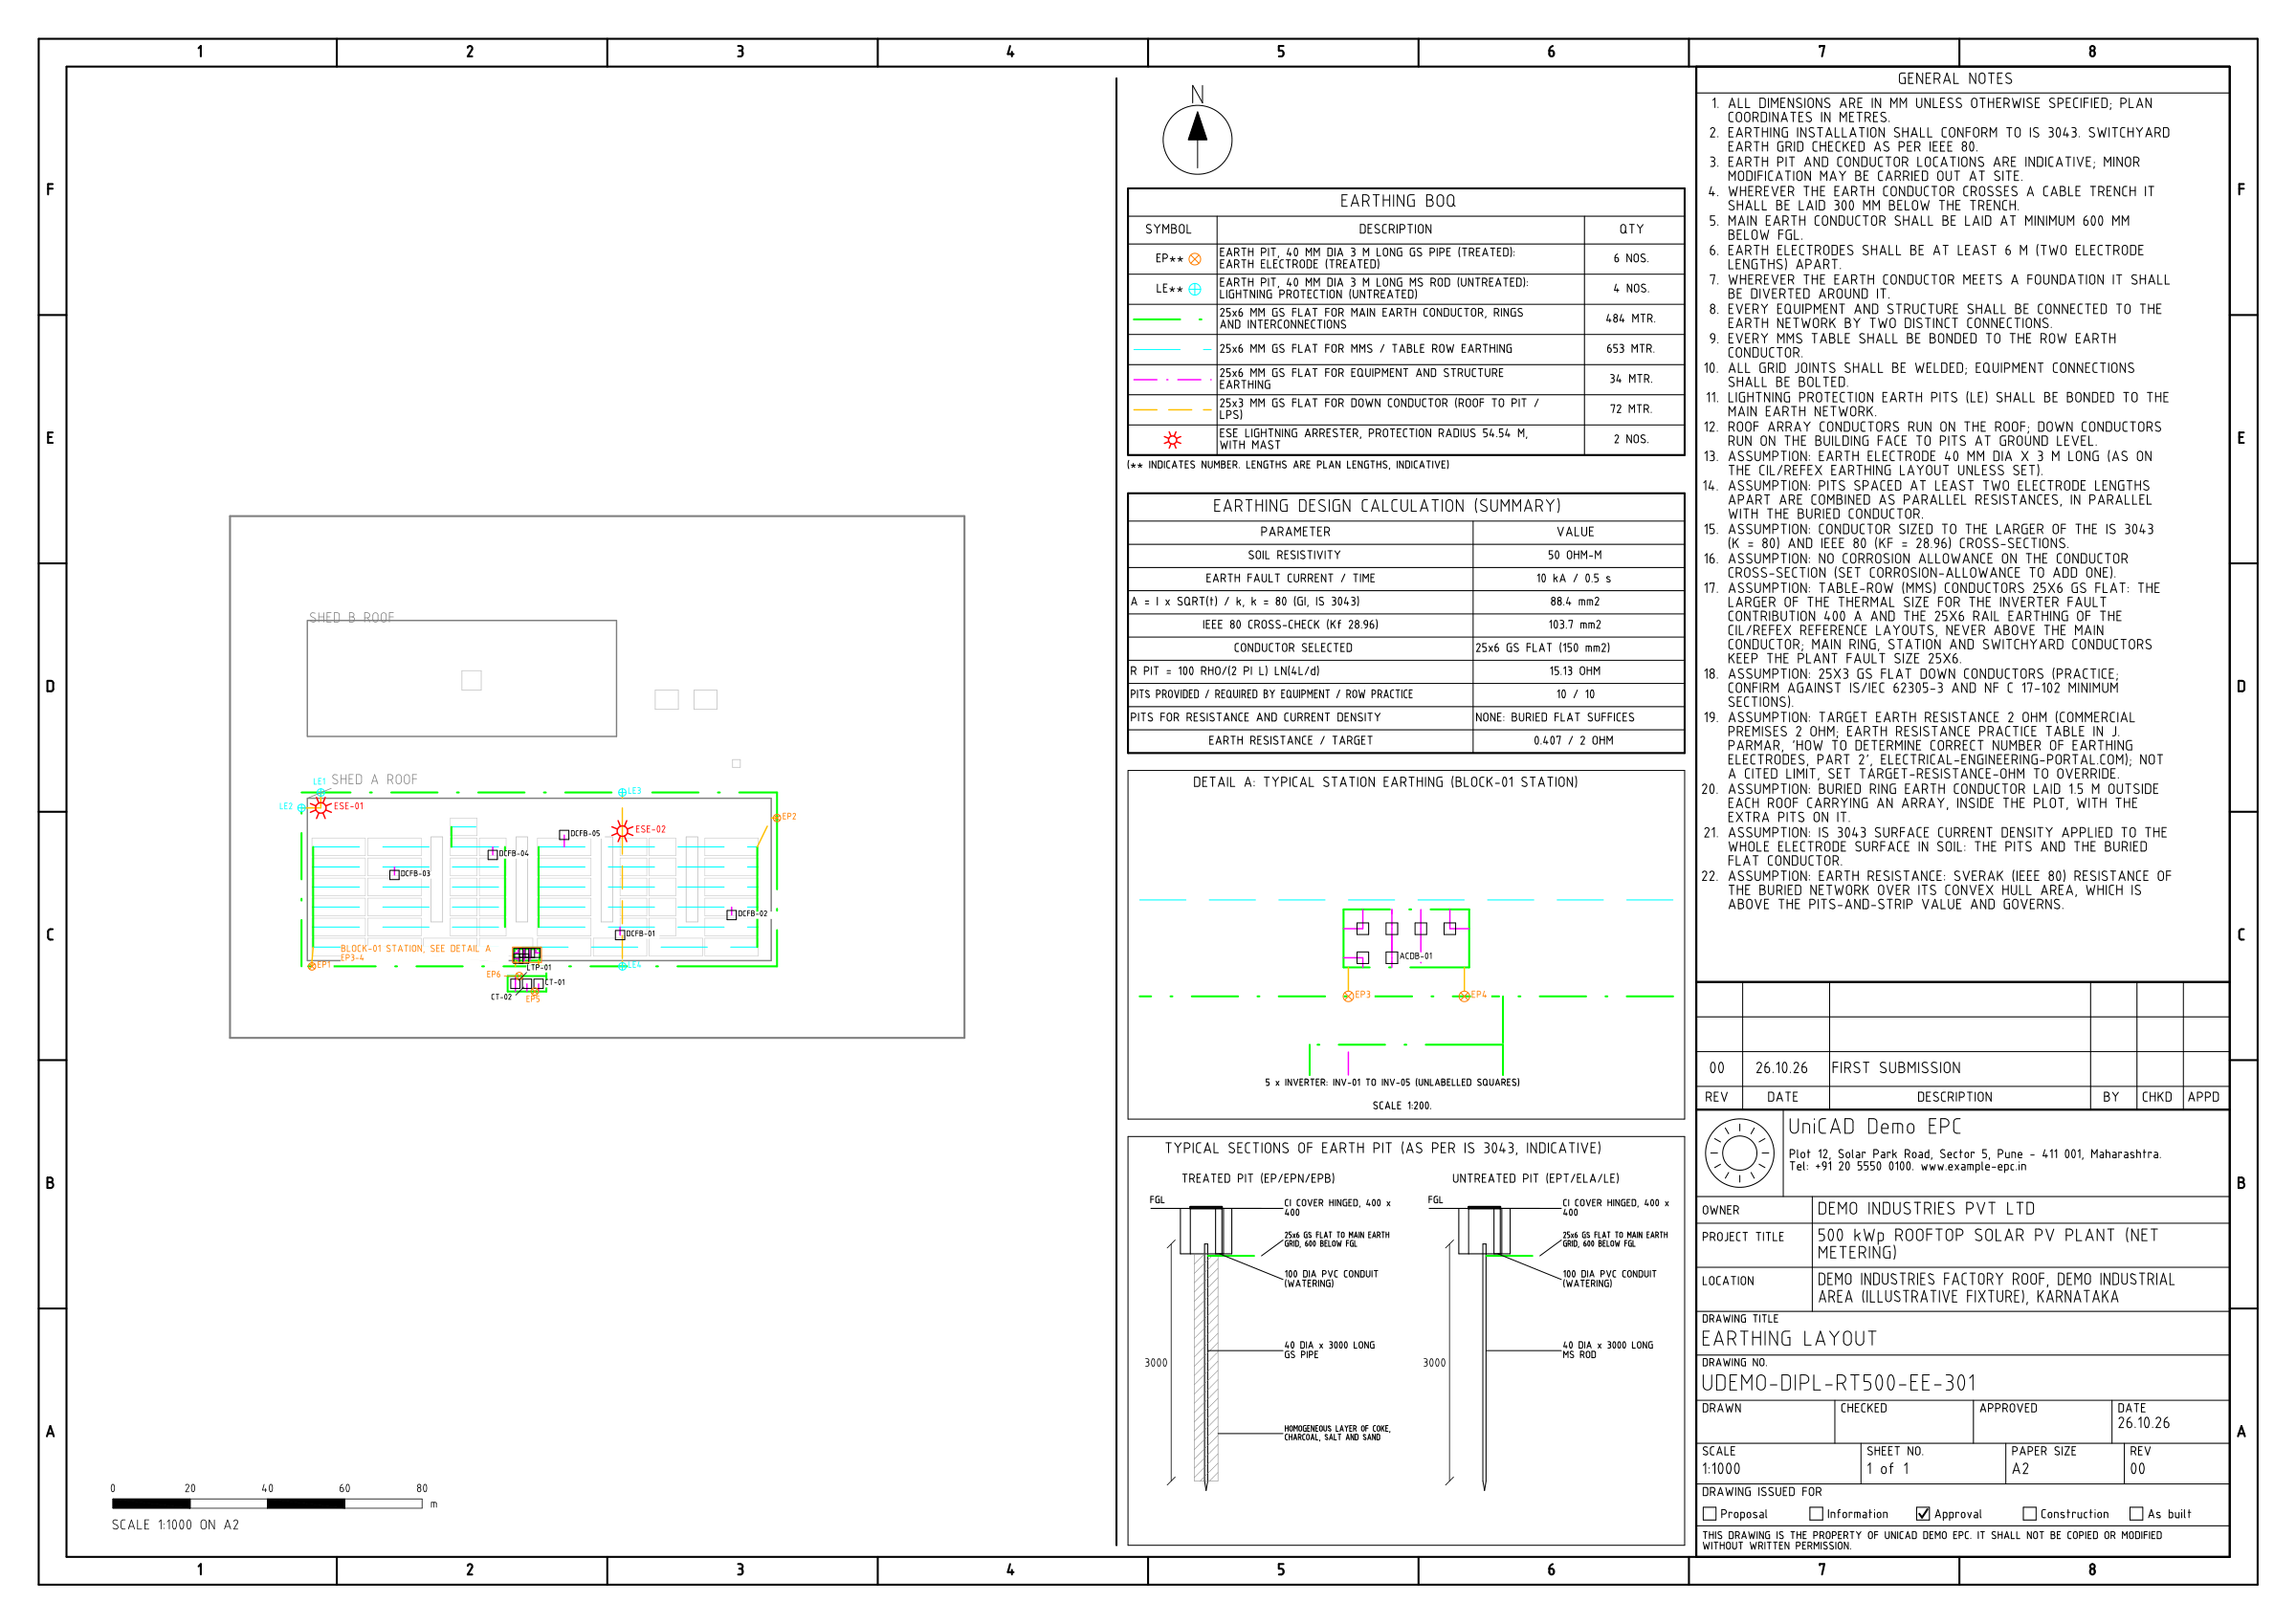 1 2 3 4 5 6 7 8
F
E
D
C
B
A
N
SHED B ROOF
SHED A ROOF
LE1
LE2
ESE-01
LE3
ESE-02
EP2
DCFB-05
DCFB-04
DCFB-03
DCFB-02
DCFB-01
BLOCK-01 STATION, SEE DETAIL A
EP3-4
EP1
LE4
LTP-01
EP6
CT-01
CT-02
EP5
0 20 40 60 80 m
SCALE 1:1000 ON A2
EARTHING BOQ
SYMBOL DESCRIPTION QTY
EP** EARTH PIT, 40 MM DIA 3 M LONG GS PIPE (TREATED): 6 NOS.
EARTH ELECTRODE (TREATED)
LE** EARTH PIT, 40 MM DIA 3 M LONG MS ROD (UNTREATED): 4 NOS.
LIGHTNING PROTECTION (UNTREATED)
25x6 MM GS FLAT FOR MAIN EARTH CONDUCTOR, RINGS 484 MTR.
AND INTERCONNECTIONS
25x6 MM GS FLAT FOR MMS / TABLE ROW EARTHING 653 MTR.
25x6 MM GS FLAT FOR EQUIPMENT AND STRUCTURE 34 MTR.
EARTHING
25x3 MM GS FLAT FOR DOWN CONDUCTOR (ROOF TO PIT / 72 MTR.
LPS)
ESE LIGHTNING ARRESTER, PROTECTION RADIUS 54.54 M, 2 NOS.
WITH MAST
(** INDICATES NUMBER. LENGTHS ARE PLAN LENGTHS, INDICATIVE)
EARTHING DESIGN CALCULATION (SUMMARY)
PARAMETER VALUE
SOIL RESISTIVITY 50 OHM-M
EARTH FAULT CURRENT / TIME 10 kA / 0.5 s
A = I x SQRT(t) / k, k = 80 (GI, IS 3043) 88.4 mm2
IEEE 80 CROSS-CHECK (Kf 28.96) 103.7 mm2
CONDUCTOR SELECTED 25x6 GS FLAT (150 mm2)
R PIT = 100 RHO/(2 PI L) LN(4L/d) 15.13 OHM
PITS PROVIDED / REQUIRED BY EQUIPMENT / ROW PRACTICE 10 / 10
PITS FOR RESISTANCE AND CURRENT DENSITY NONE: BURIED FLAT SUFFICES
EARTH RESISTANCE / TARGET 0.407 / 2 OHM
DETAIL A: TYPICAL STATION EARTHING (BLOCK-01 STATION)
ACDB-01
EP3
EP4
5 x INVERTER: INV-01 TO INV-05 (UNLABELLED SQUARES)
SCALE 1:200.
TYPICAL SECTIONS OF EARTH PIT (AS PER IS 3043, INDICATIVE)
TREATED PIT (EP/EPN/EPB)
FGL
CI COVER HINGED, 400 x
400
25x6 GS FLAT TO MAIN EARTH
GRID, 600 BELOW FGL
100 DIA PVC CONDUIT
(WATERING)
40 DIA x 3000 LONG
GS PIPE
3000
HOMOGENEOUS LAYER OF COKE,
CHARCOAL, SALT AND SAND
UNTREATED PIT (EPT/ELA/LE)
FGL
CI COVER HINGED, 400 x
400
25x6 GS FLAT TO MAIN EARTH
GRID, 600 BELOW FGL
100 DIA PVC CONDUIT
(WATERING)
40 DIA x 3000 LONG
MS ROD
3000
GENERAL NOTES
1. ALL DIMENSIONS ARE IN MM UNLESS OTHERWISE SPECIFIED; PLAN
COORDINATES IN METRES.
2. EARTHING INSTALLATION SHALL CONFORM TO IS 3043. SWITCHYARD
EARTH GRID CHECKED AS PER IEEE 80.
3. EARTH PIT AND CONDUCTOR LOCATIONS ARE INDICATIVE; MINOR
MODIFICATION MAY BE CARRIED OUT AT SITE.
4. WHEREVER THE EARTH CONDUCTOR CROSSES A CABLE TRENCH IT
SHALL BE LAID 300 MM BELOW THE TRENCH.
5. MAIN EARTH CONDUCTOR SHALL BE LAID AT MINIMUM 600 MM
BELOW FGL.
6. EARTH ELECTRODES SHALL BE AT LEAST 6 M (TWO ELECTRODE
LENGTHS) APART.
7. WHEREVER THE EARTH CONDUCTOR MEETS A FOUNDATION IT SHALL
BE DIVERTED AROUND IT.
8. EVERY EQUIPMENT AND STRUCTURE SHALL BE CONNECTED TO THE
EARTH NETWORK BY TWO DISTINCT CONNECTIONS.
9. EVERY MMS TABLE SHALL BE BONDED TO THE ROW EARTH
CONDUCTOR.
10. ALL GRID JOINTS SHALL BE WELDED; EQUIPMENT CONNECTIONS
SHALL BE BOLTED.
11. LIGHTNING PROTECTION EARTH PITS (LE) SHALL BE BONDED TO THE
MAIN EARTH NETWORK.
12. ROOF ARRAY CONDUCTORS RUN ON THE ROOF; DOWN CONDUCTORS
RUN ON THE BUILDING FACE TO PITS AT GROUND LEVEL.
13. ASSUMPTION: EARTH ELECTRODE 40 MM DIA X 3 M LONG (AS ON
THE CIL/REFEX EARTHING LAYOUT UNLESS SET).
14. ASSUMPTION: PITS SPACED AT LEAST TWO ELECTRODE LENGTHS
APART ARE COMBINED AS PARALLEL RESISTANCES, IN PARALLEL
WITH THE BURIED CONDUCTOR.
15. ASSUMPTION: CONDUCTOR SIZED TO THE LARGER OF THE IS 3043
(K = 80) AND IEEE 80 (KF = 28.96) CROSS-SECTIONS.
16. ASSUMPTION: NO CORROSION ALLOWANCE ON THE CONDUCTOR
CROSS-SECTION (SET CORROSION-ALLOWANCE TO ADD ONE).
17. ASSUMPTION: TABLE-ROW (MMS) CONDUCTORS 25X6 GS FLAT: THE
LARGER OF THE THERMAL SIZE FOR THE INVERTER FAULT
CONTRIBUTION 400 A AND THE 25X6 RAIL EARTHING OF THE
CIL/REFEX REFERENCE LAYOUTS, NEVER ABOVE THE MAIN
CONDUCTOR; MAIN RING, STATION AND SWITCHYARD CONDUCTORS
KEEP THE PLANT FAULT SIZE 25X6.
18. ASSUMPTION: 25X3 GS FLAT DOWN CONDUCTORS (PRACTICE;
CONFIRM AGAINST IS/IEC 62305-3 AND NF C 17-102 MINIMUM
SECTIONS).
19. ASSUMPTION: TARGET EARTH RESISTANCE 2 OHM (COMMERCIAL
PREMISES 2 OHM; EARTH RESISTANCE PRACTICE TABLE IN J.
PARMAR, 'HOW TO DETERMINE CORRECT NUMBER OF EARTHING
ELECTRODES, PART 2', ELECTRICAL-ENGINEERING-PORTAL.COM); NOT
A CITED LIMIT, SET TARGET-RESISTANCE-OHM TO OVERRIDE.
20. ASSUMPTION: BURIED RING EARTH CONDUCTOR LAID 1.5 M OUTSIDE
EACH ROOF CARRYING AN ARRAY, INSIDE THE PLOT, WITH THE
EXTRA PITS ON IT.
21. ASSUMPTION: IS 3043 SURFACE CURRENT DENSITY APPLIED TO THE
WHOLE ELECTRODE SURFACE IN SOIL: THE PITS AND THE BURIED
FLAT CONDUCTOR.
22. ASSUMPTION: EARTH RESISTANCE: SVERAK (IEEE 80) RESISTANCE OF
THE BURIED NETWORK OVER ITS CONVEX HULL AREA, WHICH IS
ABOVE THE PITS-AND-STRIP VALUE AND GOVERNS.
00 26.10.26 FIRST SUBMISSION
REV DATE DESCRIPTION BY CHKD APPD
UniCAD Demo EPC
Plot 12, Solar Park Road, Sector 5, Pune - 411 001, Maharashtra.
Tel: +91 20 5550 0100. www.example-epc.in
OWNER DEMO INDUSTRIES PVT LTD
PROJECT TITLE 500 kWp ROOFTOP SOLAR PV PLANT (NET
METERING)
LOCATION DEMO INDUSTRIES FACTORY ROOF, DEMO INDUSTRIAL
AREA (ILLUSTRATIVE FIXTURE), KARNATAKA
DRAWING TITLE
EARTHING LAYOUT
DRAWING NO.
UDEMO-DIPL-RT500-EE-301
DRAWN CHECKED APPROVED DATE
26.10.26
SCALE SHEET NO. PAPER SIZE REV
1:1000 1 of 1 A2 00
DRAWING ISSUED FOR
Proposal Information Approval Construction As built
THIS DRAWING IS THE PROPERTY OF UNICAD DEMO EPC. IT SHALL NOT BE COPIED OR MODIFIED
WITHOUT WRITTEN PERMISSION.
F
E
D
C
B
A
1 2 3 4 5 6 7 8